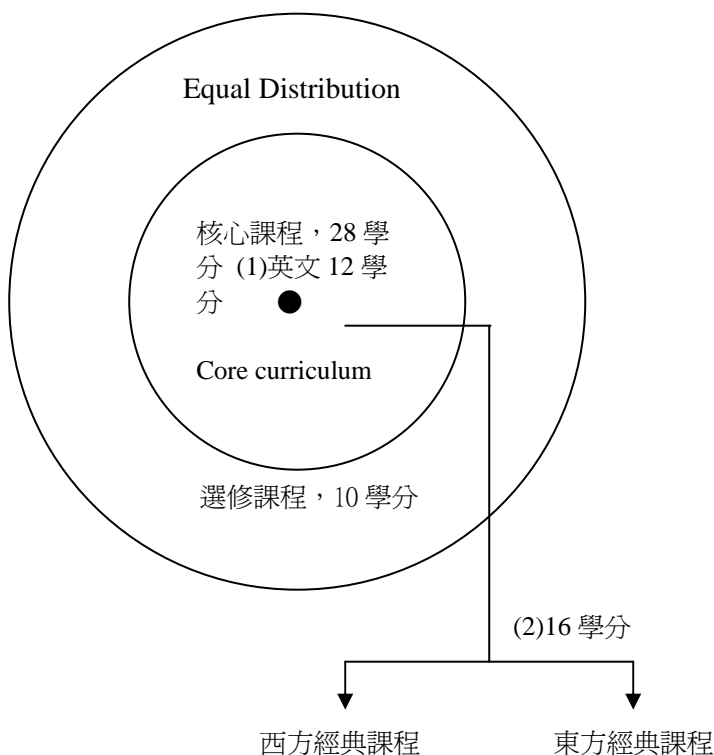 Equal Distribution
核心課程，28 學
分 (1)英文 12 學
分
Core curriculum
選修課程，10 學分
(2)16 學分
西方經典課程
東方經典課程